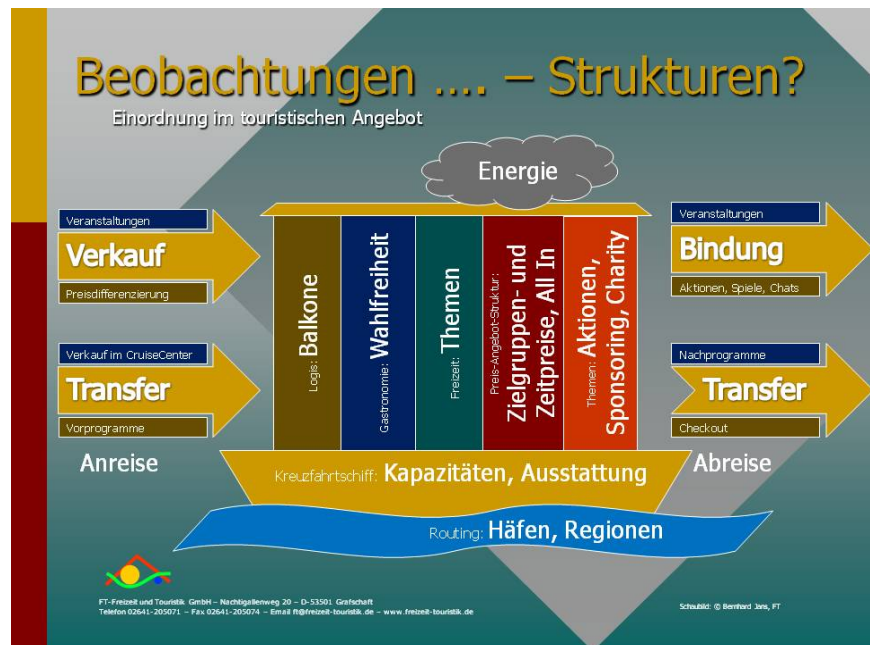 Beobachtungen .... – Strukturen?
Einordnung im touristischen Angebot
Energie
Veranstaltungen
Verkauf
Preisdifferenzierung
Verkauf im CruiseCenter
Transfer
Vorprogramme
Anreise
Logis: Balkone
Gastronomie: Wahlfreiheit
Freizeit: Themen
Preis-Angebot-Struktur:
Zielgruppen- und
Zeitpreise, All In
Themen: Aktionen,
Sponsoring, Charity
Veranstaltungen
Bindung
Aktionen, Spiele, Chats
Nachprogramme
Transfer
Checkout
Abreise
Kreuzfahrtschiff: Kapazitäten, Ausstattung
Routing: Häfen, Regionen
FT-Freizeit und Touristik GmbH – Nachtigallenweg 20 – D-53501 Grafschaft
Telefon 02641-205071 – Fax 02641-205074 – Email ft@freizeit-touristik.de – www.freizeit-touristik.de
Schaubild: © Bernhard Jans, FT